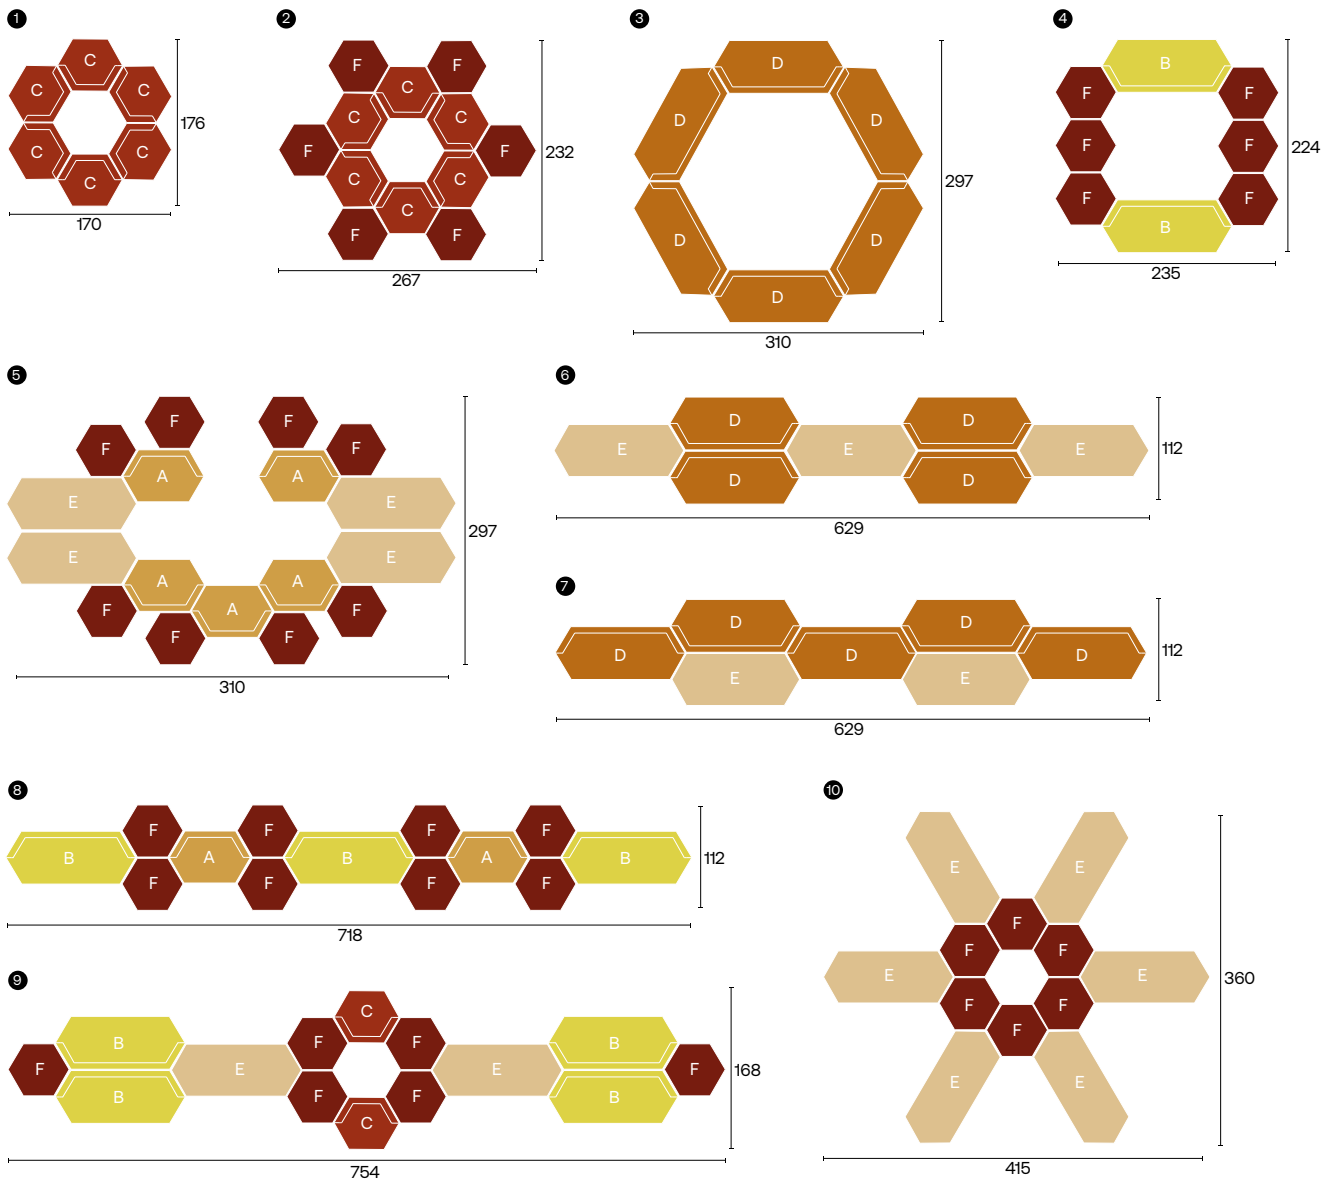 1 2 3 4
C
C C
C C
C
176
170
F F
C
C C
F F
C C
C
F F
232
267
D
D D
D D
D
297
310
B
F F
F F
F F
B
224
235
5 6
F F
F F
A A
E E
E E
A A
A
F F
F F
297
310
D D
E E E
D D
112
629
7
D D
D D D
E E
112
629
8 10
F F F F
B A B A B
F F F F
112
718
9
C
B F F B
F E E F
B F F B
C
168
754
E E
F
F F
E E
F F
F
E E
360
415